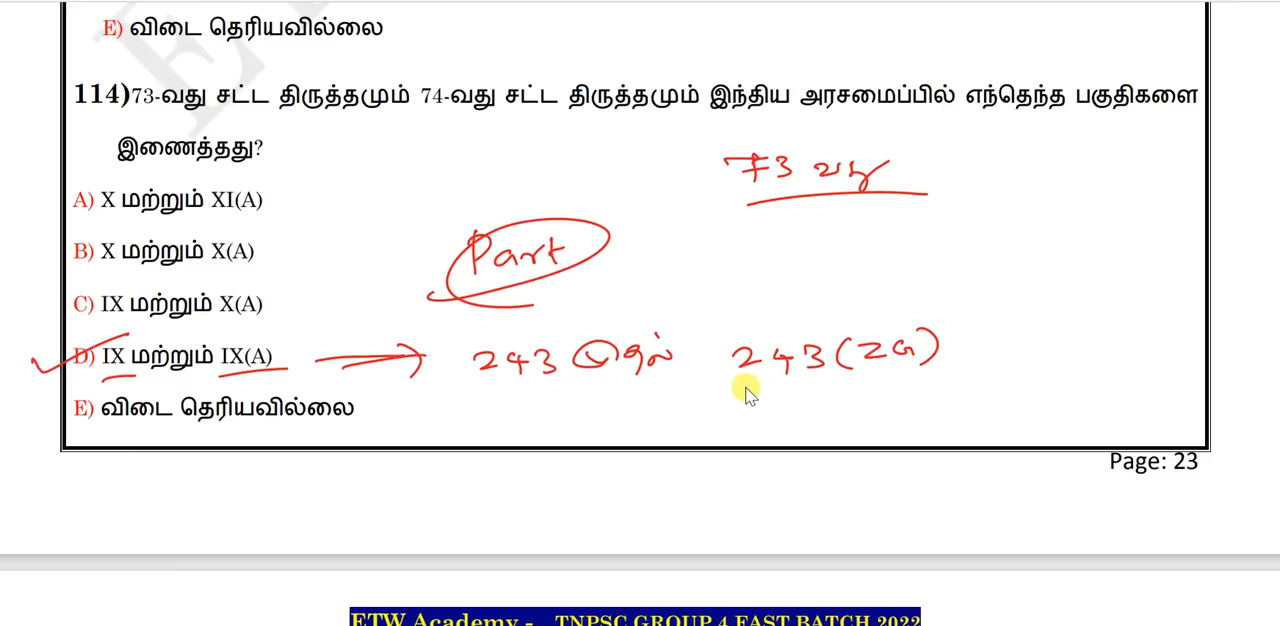 E) விடை தெரியவில்லை
114)73-வது சட்ட திருத்தமும் 74-வது சட்ட திருத்தமும் இந்திய அரசமைப்பில் எந்தெந்த பகுதிகளை
இணைத்தது?
73 வது
A) X மற்றும் XI(A)
Part
B) X மற்றும் X(A)
C) IX மற்றும் X(A)
D) IX மற்றும் IX(A) 243 முதல் 243
E) விடை தெரியவில்லை
Page: 23
ETW Academy - TNPSC GROUP 4 FAST BATCH 2022